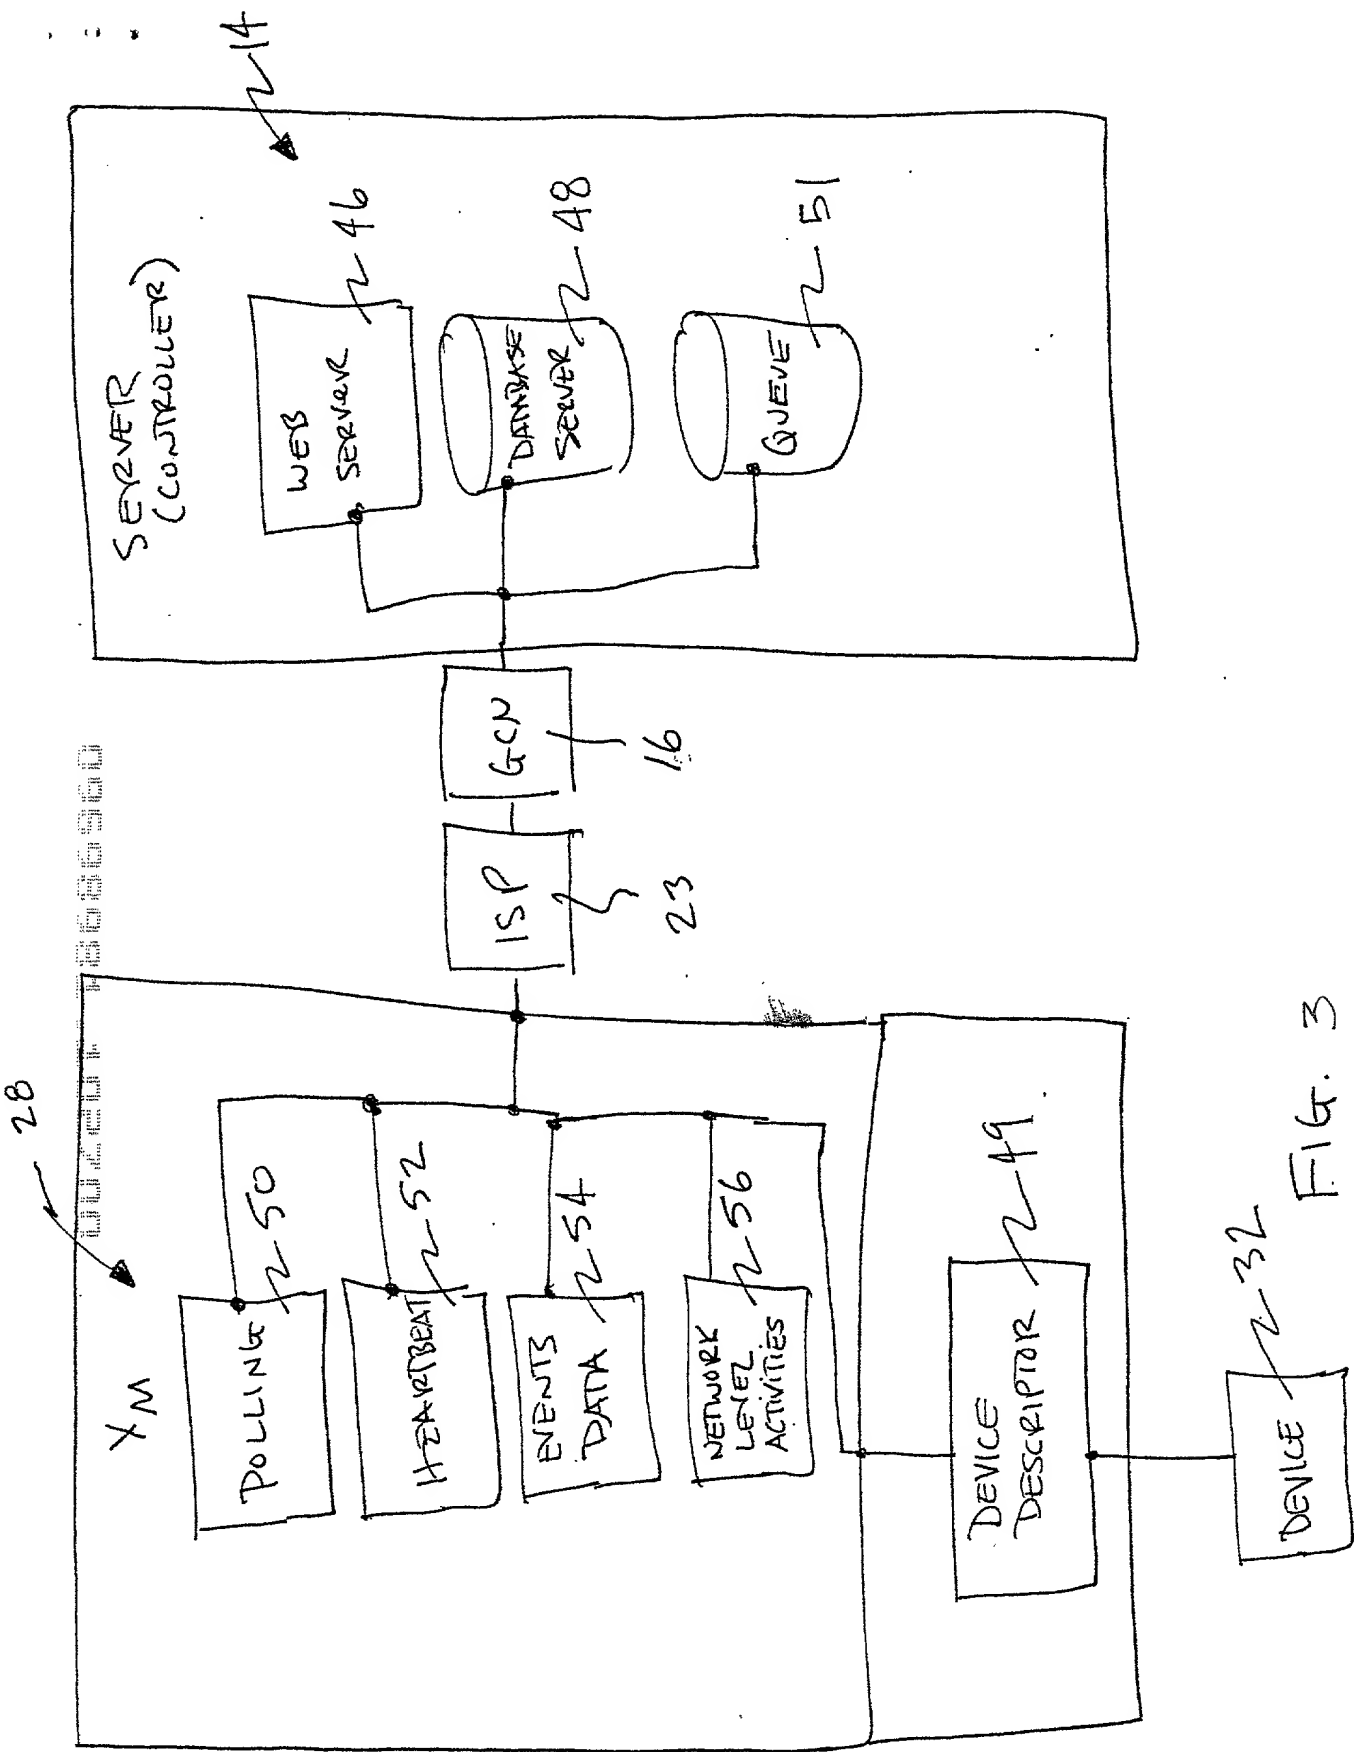 28
XM
POLLING
50
HEARTBEAT
52
EVENTS
DATA
54
NETWORK
LEVEL
ACTIVITIES
56
DEVICE
DESCRIPTOR
49
DEVICE
32
ISP
23
GCN
16
SERVER
(CONTROLLER)
14
WEB
SERVER
46
DATABASE
SERVER
48
QUEUE
51
FIG. 3